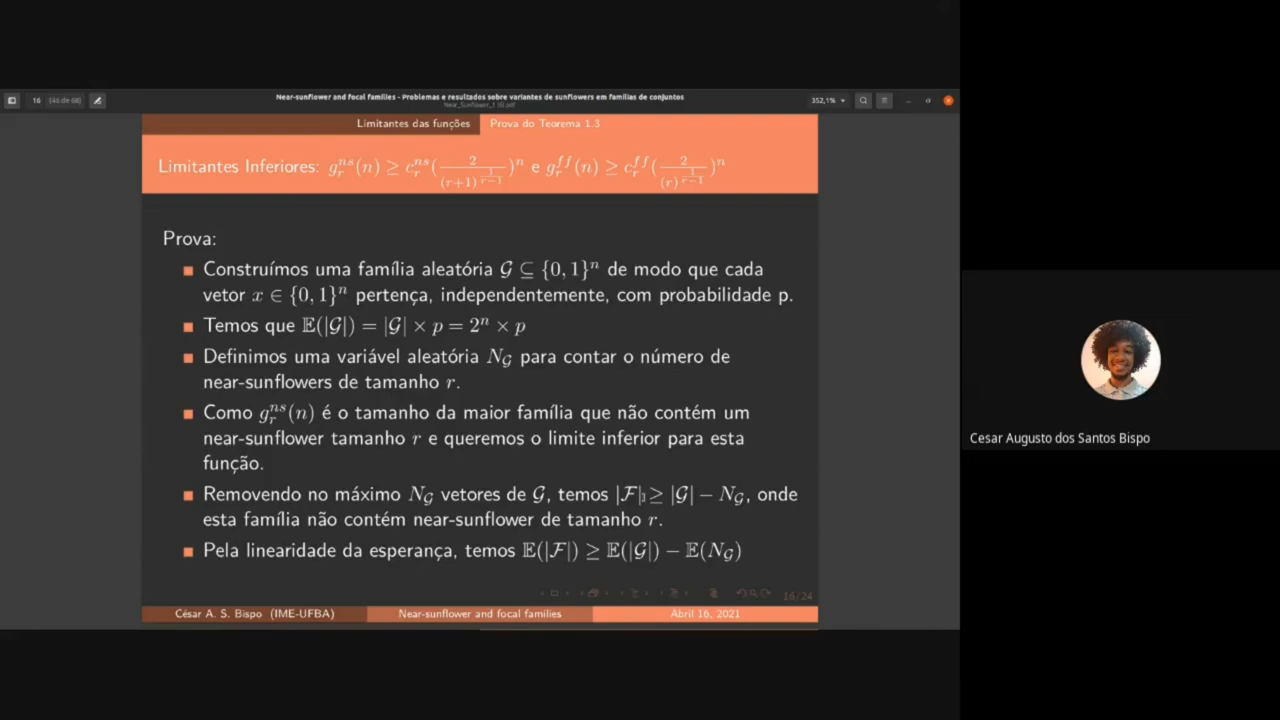 Near-sunflower and focal famílies - Problemas e resultados sobre variantes de sunflowers em famílias de conjuntos
16 (46 de 58) 352,1%
Near_Sunflower_1 (6).pdf
Limitantes das funções Prova do Teorema 1.3
Limitantes Inferiores: $g_r^{ns}(n) \geq c_r^{ns}(\frac{2}{(r+1)^{\frac{1}{r-1}}})^n$ e $g_r^{ff}(n) \geq c_r^{ff}(\frac{2}{(r)^{\frac{1}{r-1}}})^n$
Prova:
Construímos uma família aleatória $\mathcal{G} \subseteq \{0,1\}^n$ de modo que cada
vetor $x \in \{0,1\}^n$ pertença, independentemente, com probabilidade p.
Temos que $\mathbb{E}(|\mathcal{G}|) = |\mathcal{G}| \times p = 2^n \times p$
Definimos uma variável aleatória $N_{\mathcal{G}}$ para contar o número de
near-sunflowers de tamanho $r$.
Como $g_r^{ns}(n)$ é o tamanho da maior família que não contém um
near-sunflower tamanho $r$ e queremos o limite inferior para esta
função.
Removendo no máximo $N_{\mathcal{G}}$ vetores de $\mathcal{G}$, temos $|\mathcal{F}| \geq |\mathcal{G}| - N_{\mathcal{G}}$, onde
esta família não contém near-sunflower de tamanho $r$.
Pela linearidade da esperança, temos $\mathbb{E}(|\mathcal{F}|) \geq \mathbb{E}(|\mathcal{G}|) - \mathbb{E}(N_{\mathcal{G}})$
16/24
César A. S. Bispo (IME-UFBA) Near-sunflower and focal families Abril 16, 2021
Cesar Augusto dos Santos Bispo